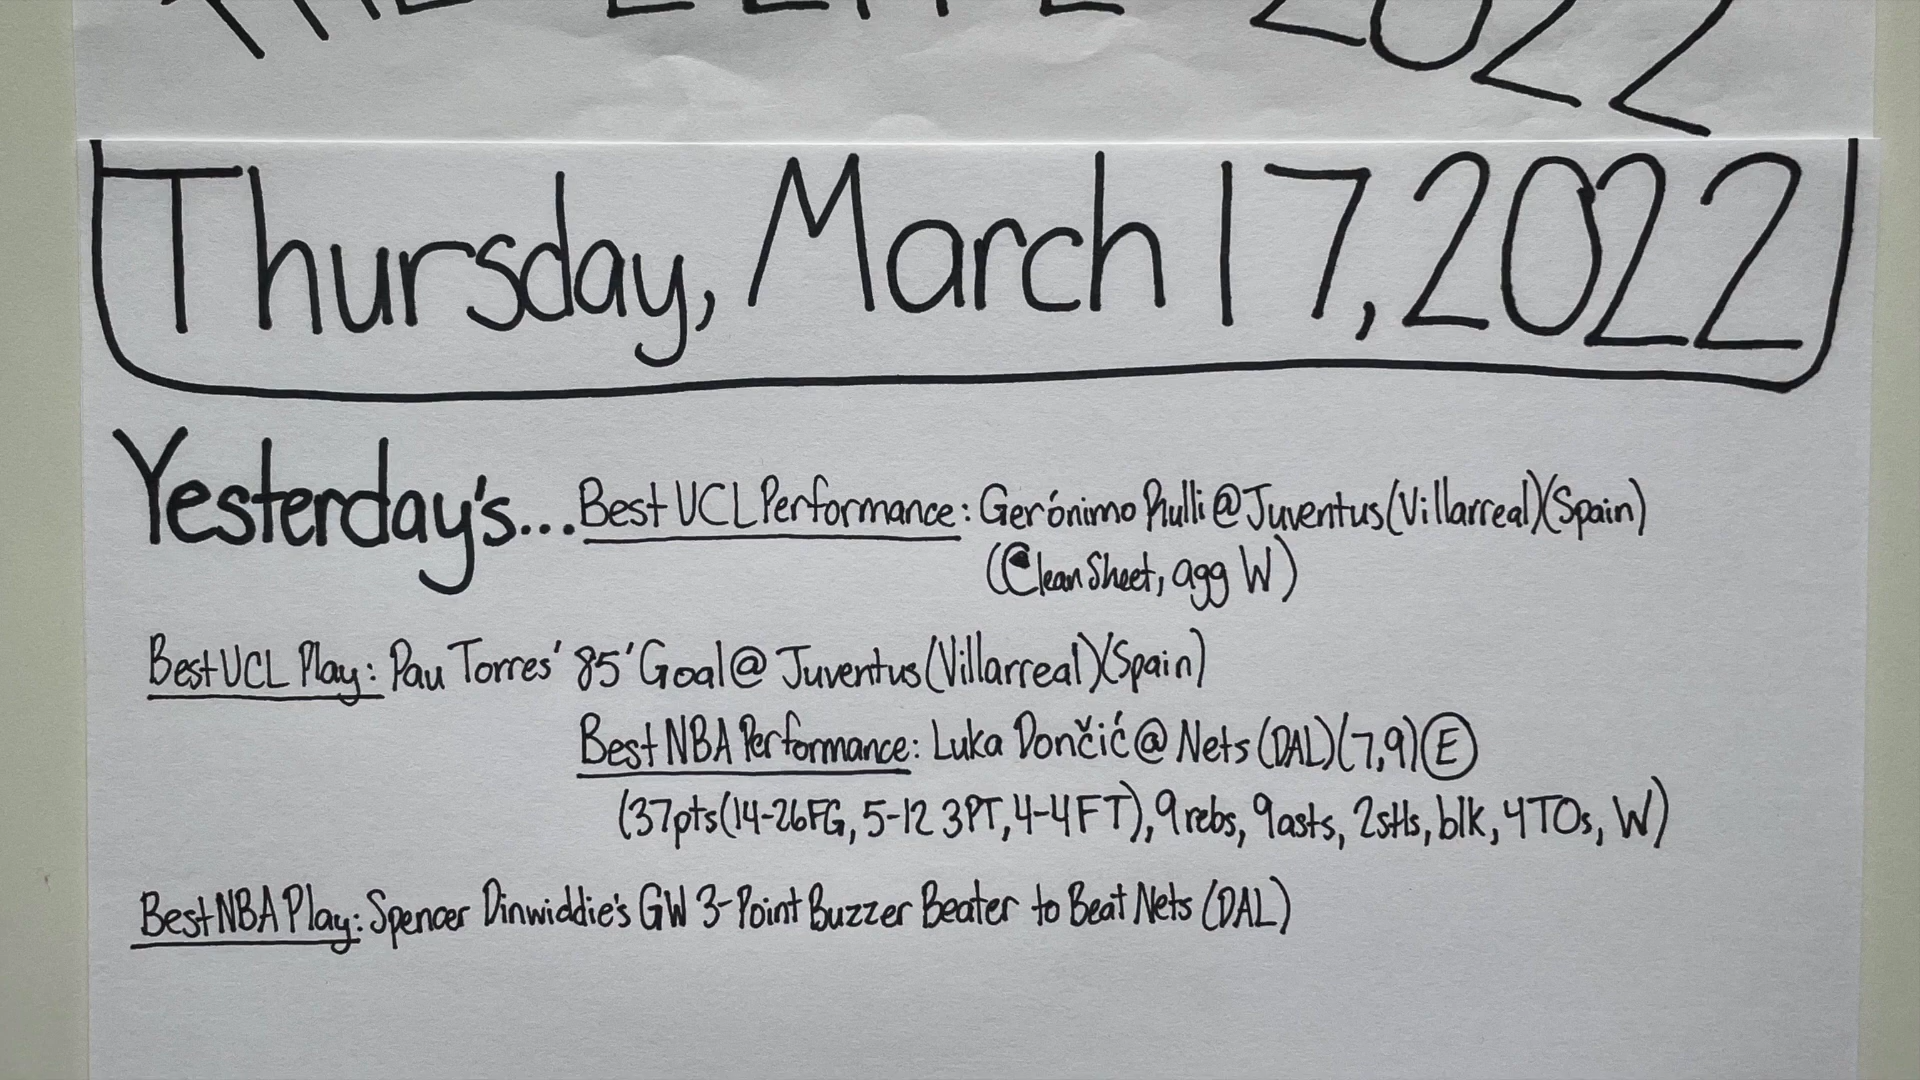 2022
Thursday, March 17, 2022
Yesterday's... Best UCL Performance: Gerónimo Rulli @ Juventus (Villarreal) (Spain)
(Clean Sheet, agg W)
Best UCL Play: Pau Torres' 85' Goal @ Juventus (Villarreal) (Spain)
Best NBA Performance: Luka Dončić @ Nets (DAL) (7,9) E
(37pts (14-26FG, 5-12 3PT, 4-4 FT), 9 rebs, 9asts, 2stls, blk, 4TOs, W)
Best NBA Play: Spencer Dinwiddie's GW 3-Point Buzzer Beater to Beat Nets (DAL)